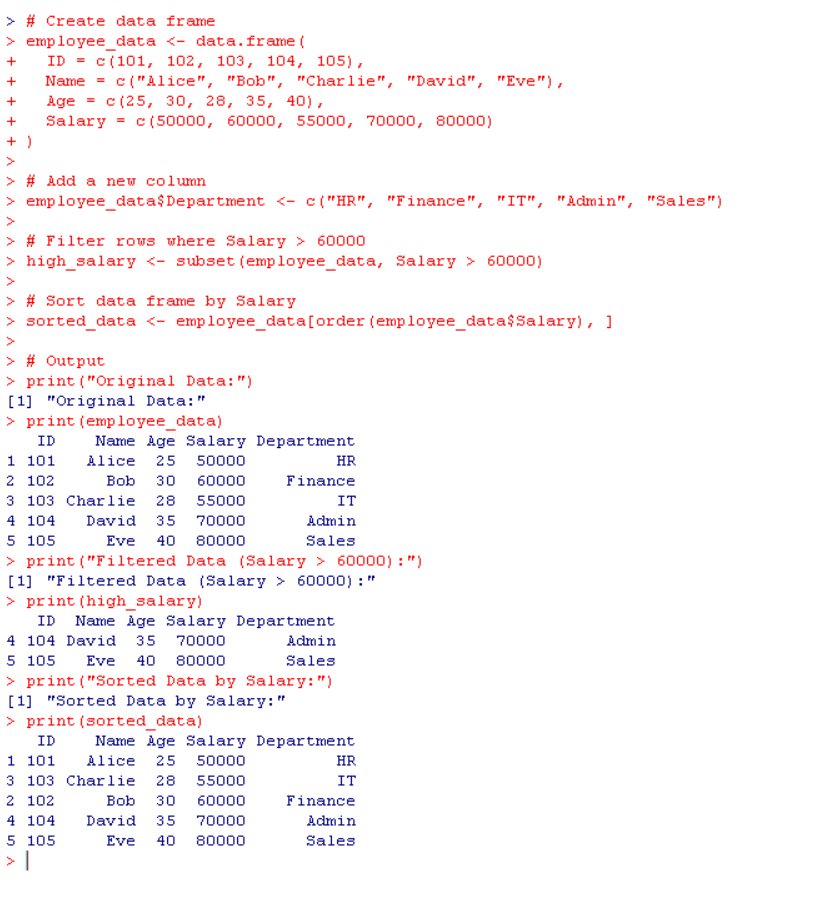 > # Create data frame
> employee_data <- data.frame(
+   ID = c(101, 102, 103, 104, 105),
+   Name = c("Alice", "Bob", "Charlie", "David", "Eve"),
+   Age = c(25, 30, 28, 35, 40),
+   Salary = c(50000, 60000, 55000, 70000, 80000)
+ )
>
> # Add a new column
> employee_data$Department <- c("HR", "Finance", "IT", "Admin", "Sales")
>
> # Filter rows where Salary > 60000
> high_salary <- subset(employee_data, Salary > 60000)
>
> # Sort data frame by Salary
> sorted_data <- employee_data[order(employee_data$Salary), ]
>
> # Output
> print("Original Data:")
[1] "Original Data:"
> print(employee_data)
   ID    Name Age Salary Department
1 101   Alice  25  50000         HR
2 102     Bob  30  60000    Finance
3 103 Charlie  28  55000         IT
4 104   David  35  70000      Admin
5 105     Eve  40  80000      Sales
> print("Filtered Data (Salary > 60000):")
[1] "Filtered Data (Salary > 60000):"
> print(high_salary)
   ID  Name Age Salary Department
4 104 David  35  70000      Admin
5 105   Eve  40  80000      Sales
> print("Sorted Data by Salary:")
[1] "Sorted Data by Salary:"
> print(sorted_data)
   ID    Name Age Salary Department
1 101   Alice  25  50000         HR
3 103 Charlie  28  55000         IT
2 102     Bob  30  60000    Finance
4 104   David  35  70000      Admin
5 105     Eve  40  80000      Sales
>